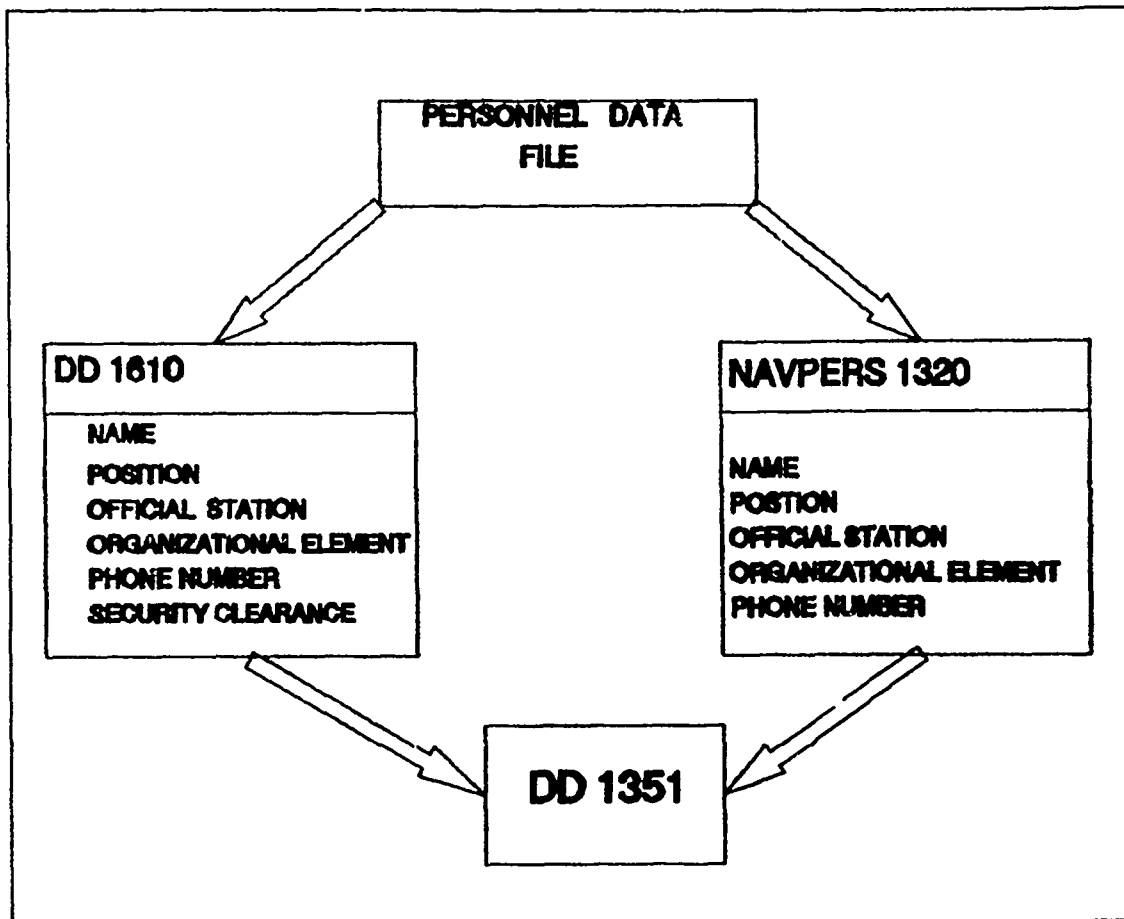 PERSONNEL DATA
FILE
DD 1610
NAME
POSITION
OFFICIAL STATION
ORGANIZATIONAL ELEMENT
PHONE NUMBER
SECURITY CLEARANCE
NAVPERS 1320
NAME
POSTION
OFFICIAL STATION
ORGANIZATIONAL ELEMENT
PHONE NUMBER
DD 1351